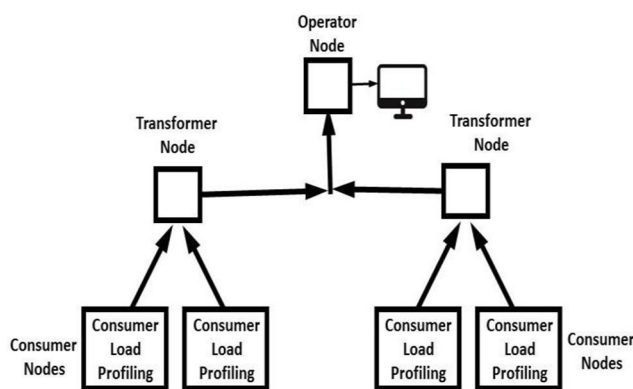 Operator
Node
Transformer
Node
Transformer
Node
Consumer
Nodes
Consumer
Load
Profiling
Consumer
Load
Profiling
Consumer
Load
Profiling
Consumer
Load
Profiling
Consumer
Nodes